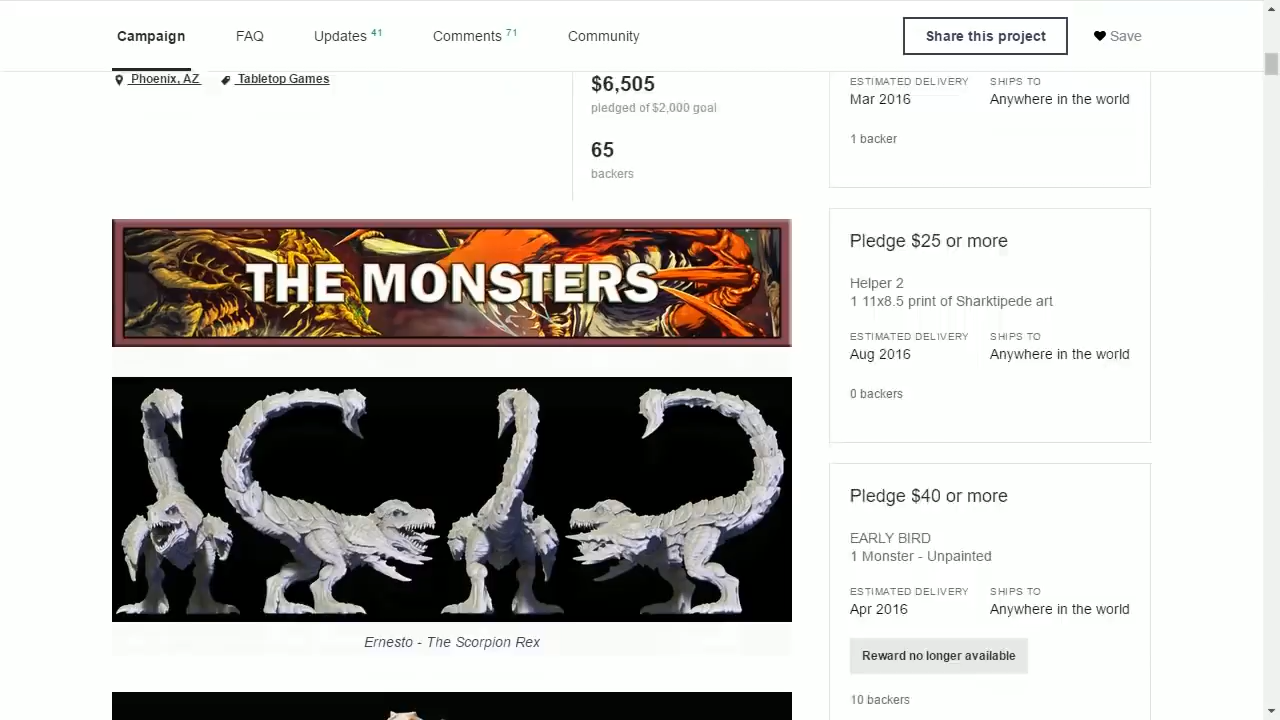 Campaign
FAQ
Updates 41
Comments 71
Community
Share this project
Save
Phoenix, AZ
Tabletop Games
$6,505
pledged of $2,000 goal
65
backers
THE MONSTERS
Ernesto - The Scorpion Rex
ESTIMATED DELIVERY
SHIPS TO
Mar 2016
Anywhere in the world
1 backer
Pledge $25 or more
Helper 2
1 11x8.5 print of Sharktipede art
ESTIMATED DELIVERY
SHIPS TO
Aug 2016
Anywhere in the world
0 backers
Pledge $40 or more
EARLY BIRD
1 Monster - Unpainted
ESTIMATED DELIVERY
SHIPS TO
Apr 2016
Anywhere in the world
Reward no longer available
10 backers